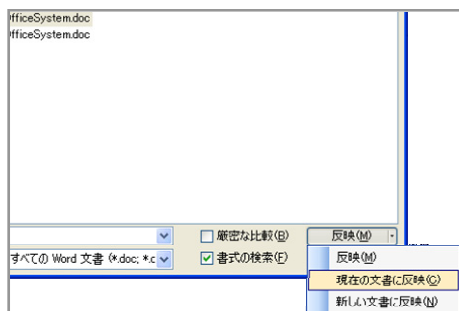 fficeSystem.doc
fficeSystem.doc
厳密な比較(B)
反映(M)
すべての Word 文書 (*.doc; *.c
書式の検索(F)
反映(M)
現在の文書に反映(C)
新しい文書に反映(N)